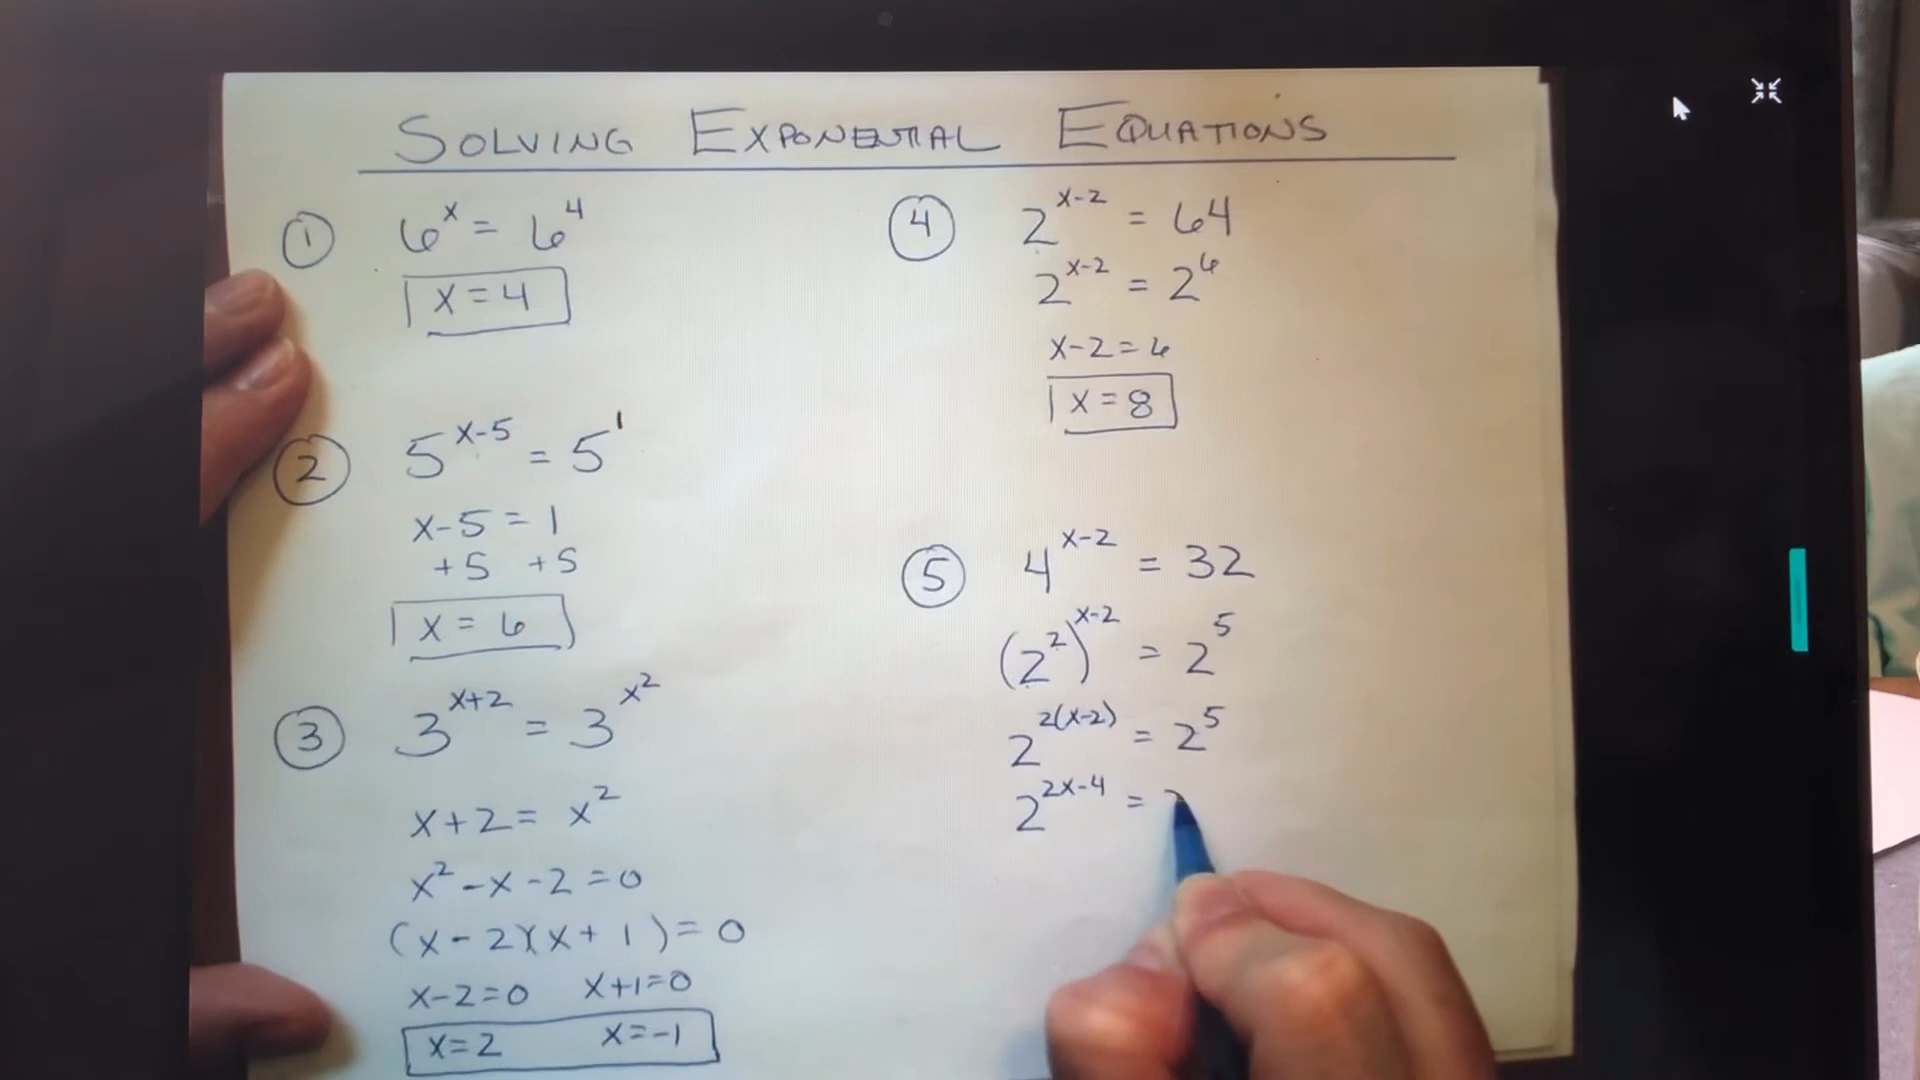 SOLVING EXPONENTIAL EQUATIONS
① 6^x = 6^4
x = 4
② 5^(x-5) = 5^1
x-5 = 1
+5 +5
x = 6
③ 3^(x+2) = 3^(x^2)
x+2 = x^2
x^2 -x -2 = 0
(x-2)(x+1) = 0
x-2=0 x+1=0
x=2 x=-1
④ 2^(x-2) = 64
2^(x-2) = 2^6
x-2=6
x=8
⑤ 4^(x-2) = 32
(2^2)^(x-2) = 2^5
2^(2(x-2)) = 2^5
2^(2x-4) =